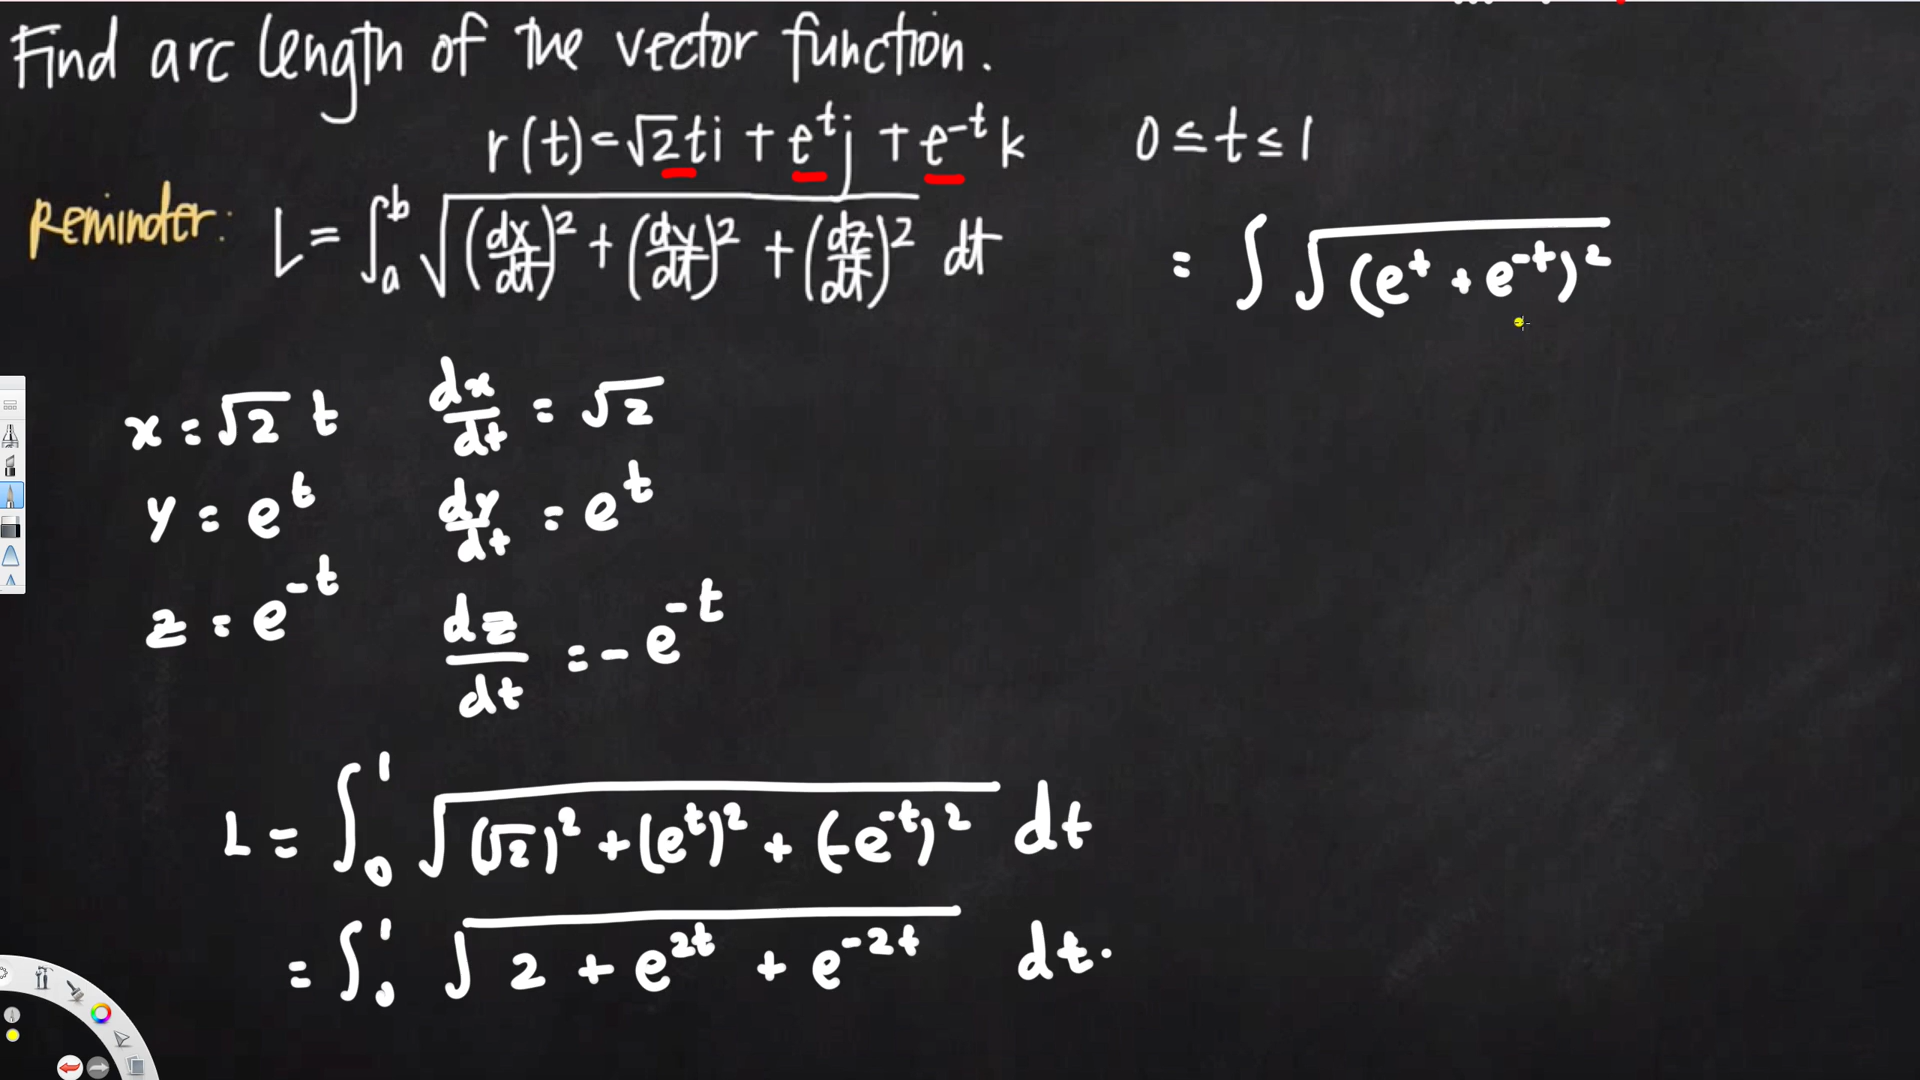 Find arc length of the vector function.
r(t) = √2 t i + e^t j + e^-t k    0 ≤ t ≤ 1
Reminder: L = ∫_a^b √((dx/dt)^2 + (dy/dt)^2 + (dz/dt)^2) dt
= ∫ √((e^t + e^-t)^2)
x = √2 t    dx/dt = √2
y = e^t    dy/dt = e^t
z = e^-t    dz/dt = -e^-t
L = ∫_0^1 √((√2)^2 + (e^t)^2 + (-e^-t)^2) dt
= ∫_0^1 √(2 + e^2t + e^-2t) dt.